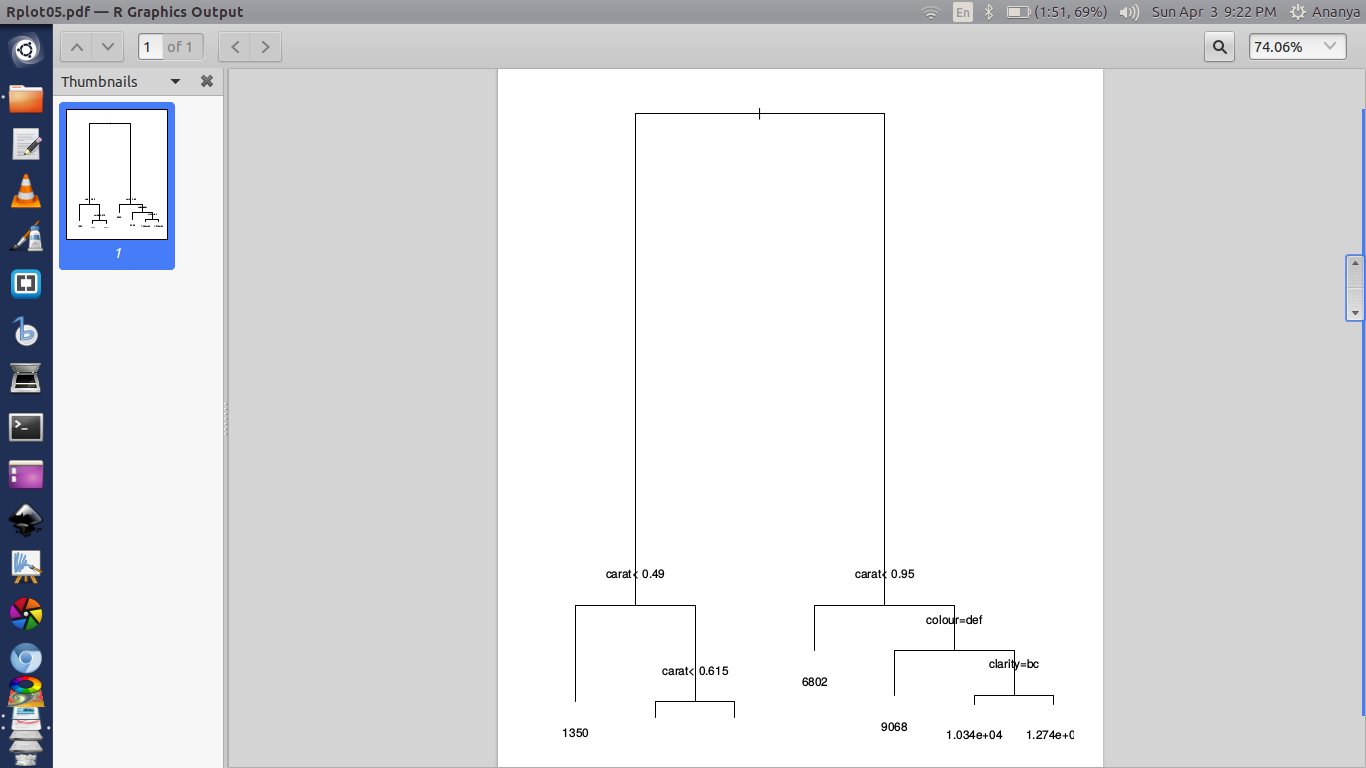 Rplot05.pdf — R Graphics Output
En
(1:51, 69%)
Sun Apr 3 9:22 PM
Ananya
1
of 1
74.06%
Thumbnails
1
carat< 0.49
carat< 0.95
colour=def
clarity=bc
carat< 0.615
6802
1350
9068
1.034e+04
1.274e+0